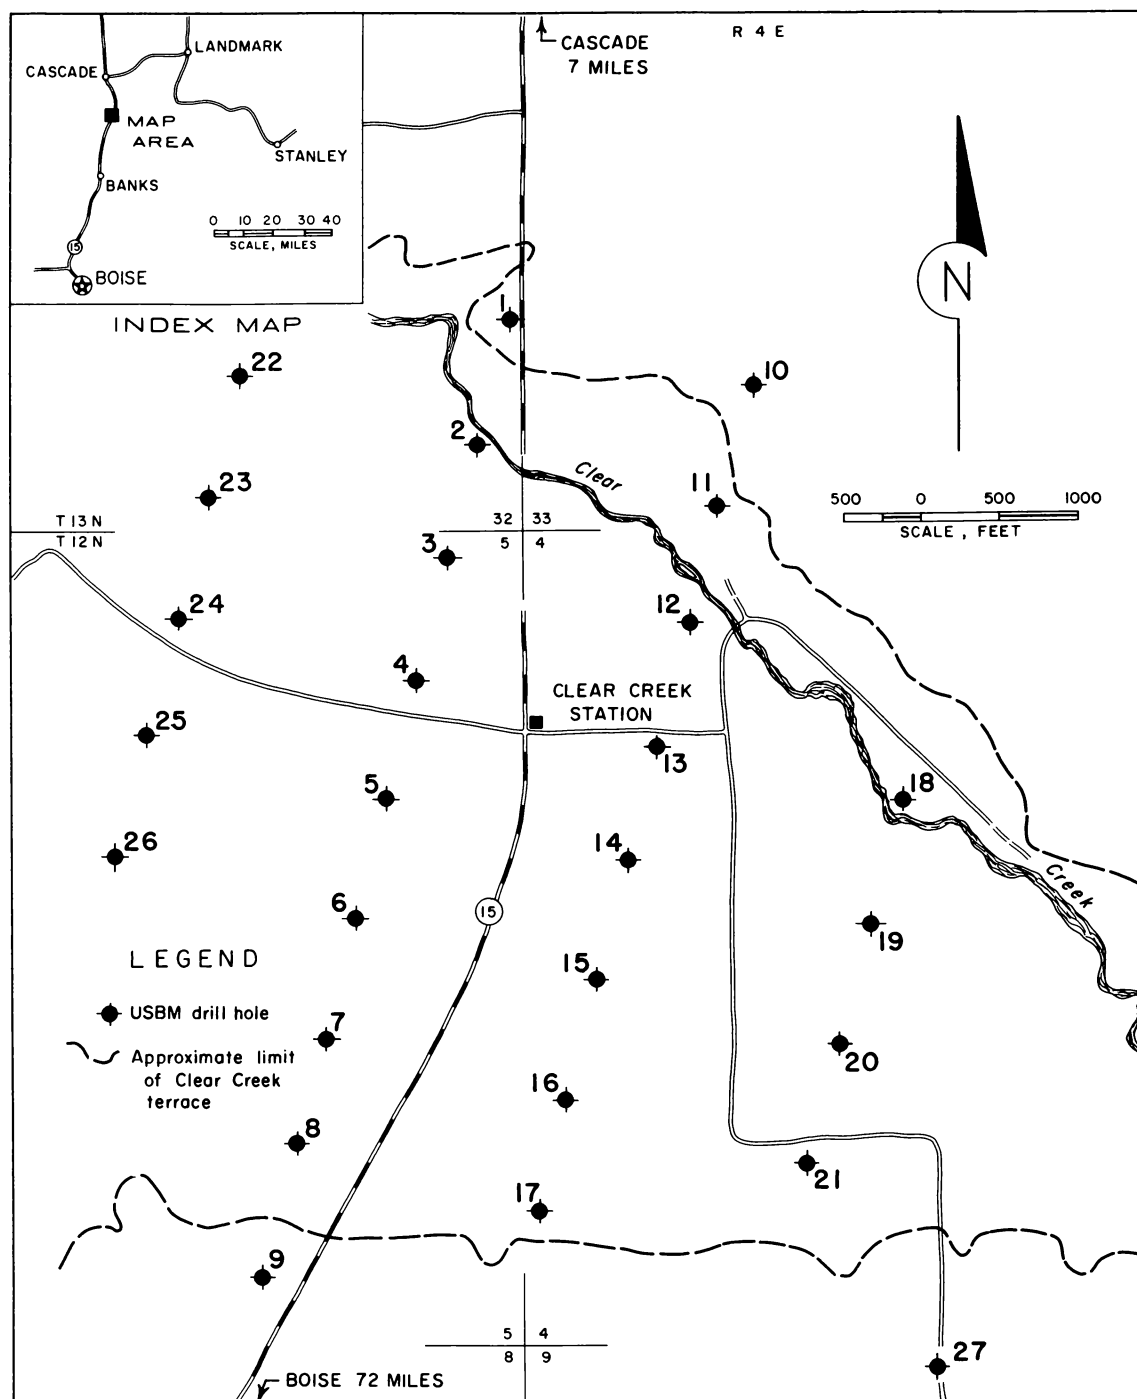 CASCADE
7 MILES
R 4 E
LANDMARK
CASCADE
MAP
AREA
STANLEY
BANKS
0 10 20 30 40
SCALE, MILES
15
BOISE
INDEX MAP
N
1
22
10
2
Clear
23
11
500 0 500 1000
SCALE, FEET
T 13 N
T 12 N
32 33
5 4
3
24
12
4
CLEAR CREEK
STATION
25
13
5
18
26
14
Creek
6
15
19
LEGEND
15
USBM drill hole
7
20
Approximate limit
of Clear Creek
terrace
16
8
21
17
9
5 4
8 9
27
BOISE 72 MILES